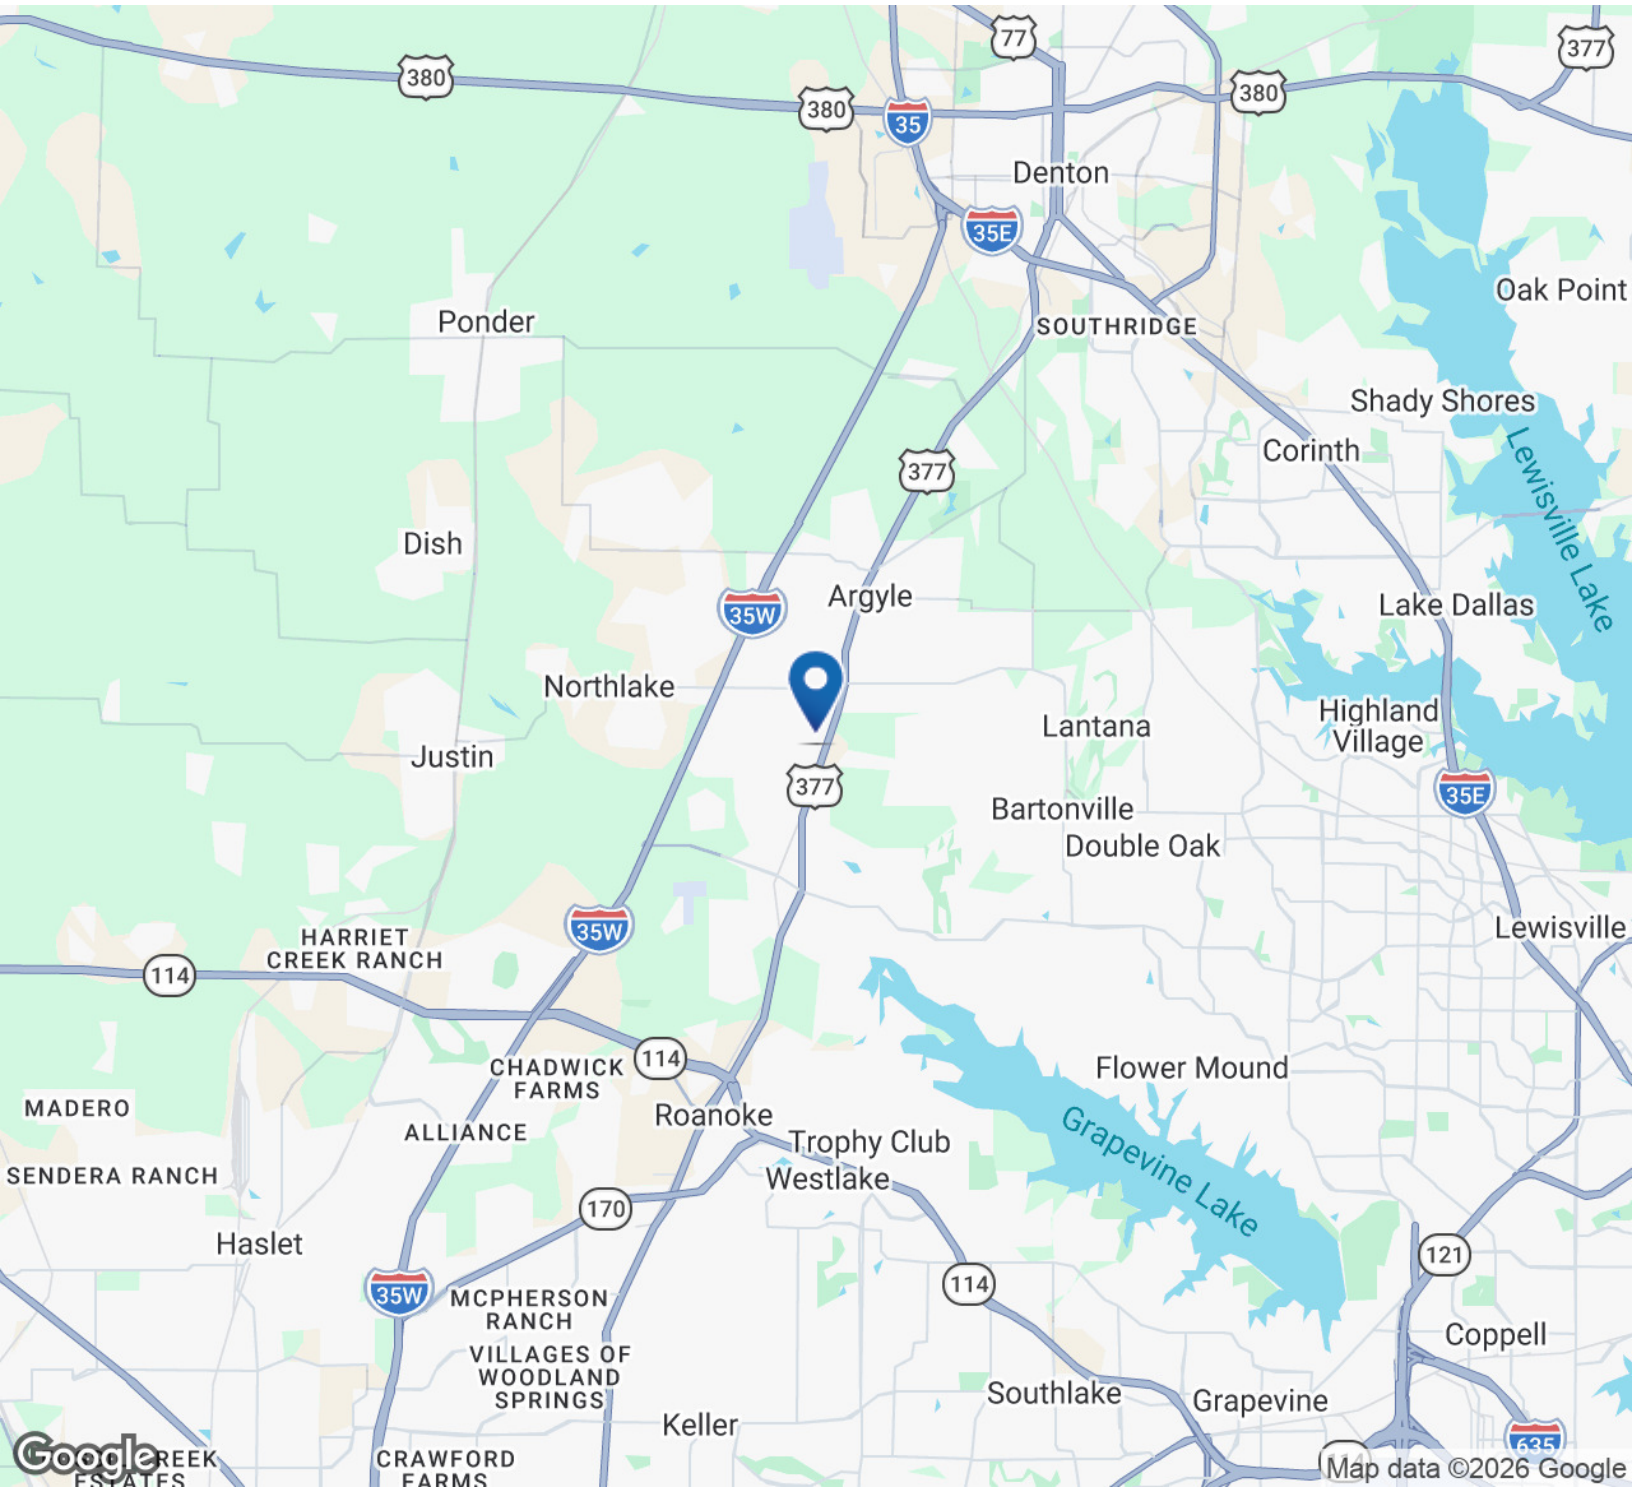 77
377
380
380
380
35
Denton
35E
Oak Point
Ponder
SOUTHRIDGE
Shady Shores
Corinth
377
Lewisville Lake
Dish
35W
Argyle
Lake Dallas
Northlake
Highland
Village
Lantana
Justin
377
35E
Bartonville
Double Oak
35W
Lewisville
HARRIET
CREEK RANCH
114
114
CHADWICK
FARMS
Flower Mound
MADERO
Roanoke
ALLIANCE
Trophy Club
Grapevine Lake
SENDERA RANCH
Westlake
170
Haslet
121
114
35W
MCPHERSON
RANCH
Coppell
VILLAGES OF
WOODLAND
SPRINGS
Southlake
Grapevine
Keller
635
Google
CREEK
ESTATES
CRAWFORD
FARMS
Map data ©2026 Google